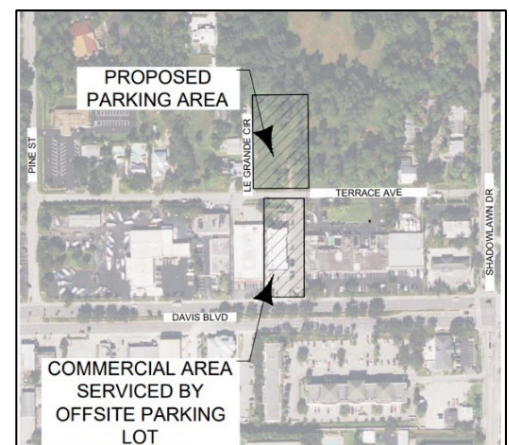 PROPOSED
PARKING AREA
PINE ST
LE GRANDE CIR
TERRACE AVE
SHADOWLAWN DR
DAVIS BLVD
COMMERCIAL AREA
SERVICED BY
OFFSITE PARKING
LOT